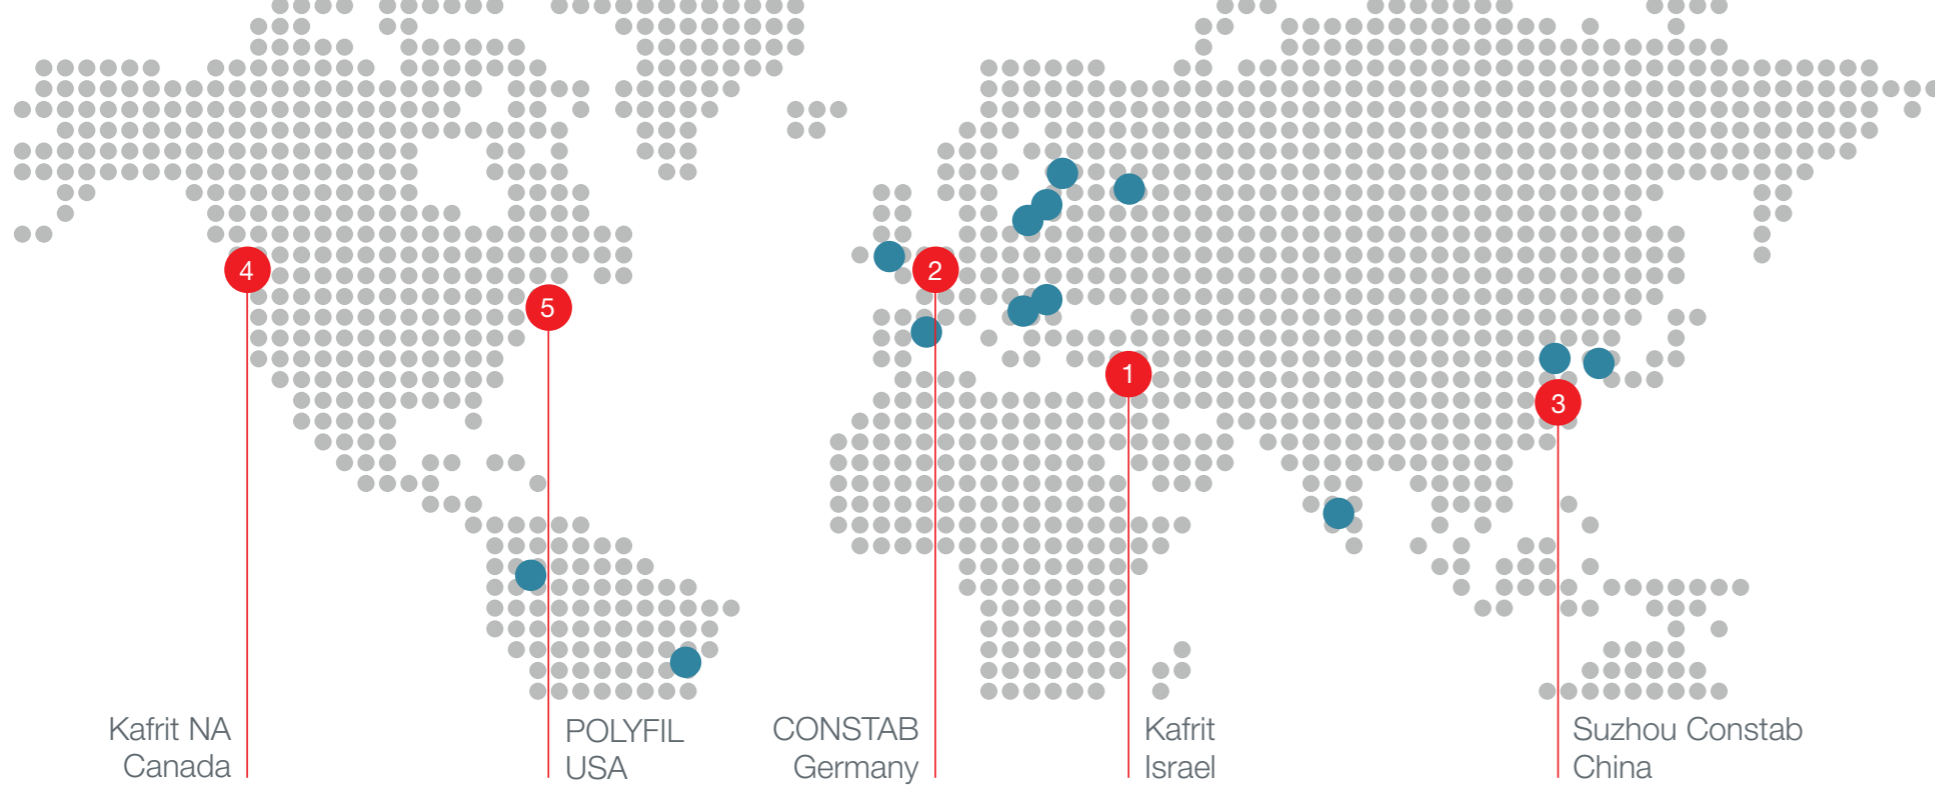 4
5
2
1
3
Kafrit NA
Canada
POLYFIL
USA
CONSTAB
Germany
Kafrit
Israel
Suzhou Constab
China